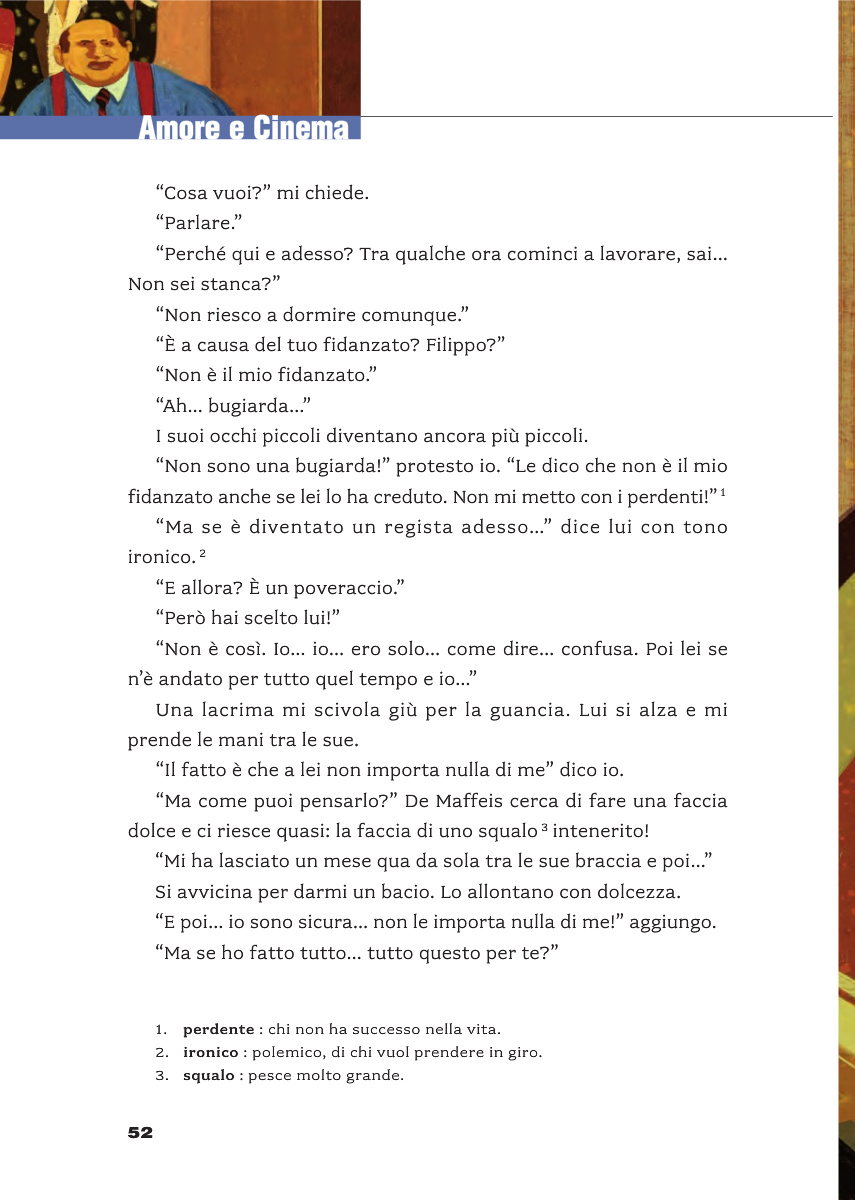 Amore e Cinema
“Cosa vuoi?” mi chiede.
“Parlare.”
“Perché qui e adesso? Tra qualche ora cominci a lavorare, sai...
Non sei stanca?”
“Non riesco a dormire comunque.”
“È a causa del tuo fidanzato? Filippo?”
“Non è il mio fidanzato.”
“Ah... bugiarda...”
I suoi occhi piccoli diventano ancora più piccoli.
“Non sono una bugiarda!” protesto io. “Le dico che non è il mio
fidanzato anche se lei lo ha creduto. Non mi metto con i perdenti!” 1
“Ma se è diventato un regista adesso...” dice lui con tono
ironico. 2
“E allora? È un poveraccio.”
“Però hai scelto lui!”
“Non è così. Io... io... ero solo... come dire... confusa. Poi lei se
n’è andato per tutto quel tempo e io...”
Una lacrima mi scivola giù per la guancia. Lui si alza e mi
prende le mani tra le sue.
“Il fatto è che a lei non importa nulla di me” dico io.
“Ma come puoi pensarlo?” De Maffeis cerca di fare una faccia
dolce e ci riesce quasi: la faccia di uno squalo 3 intenerito!
“Mi ha lasciato un mese qua da sola tra le sue braccia e poi...”
Si avvicina per darmi un bacio. Lo allontano con dolcezza.
“E poi... io sono sicura... non le importa nulla di me!” aggiungo.
“Ma se ho fatto tutto... tutto questo per te?”
1. perdente : chi non ha successo nella vita.
2. ironico : polemico, di chi vuol prendere in giro.
3. squalo : pesce molto grande.
52